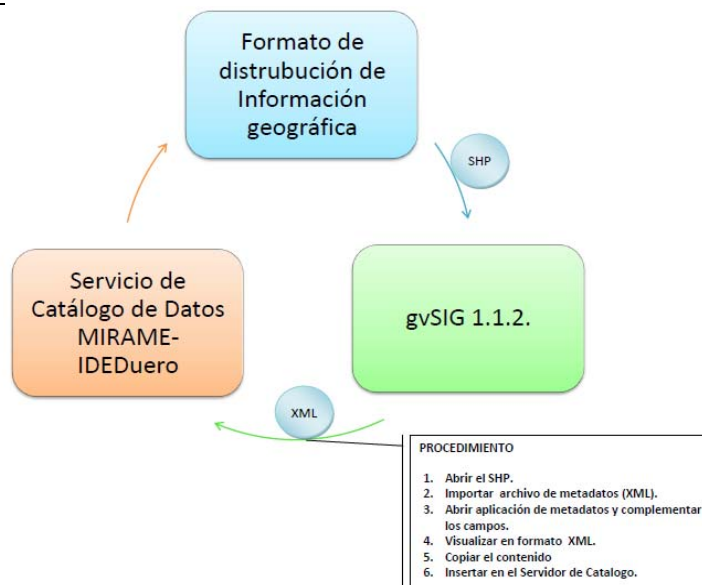 Formato de
distrubución de
Información
geográfica
SHP
Servicio de
Catálogo de Datos
MIRAME-
IDEDuero
gvSIG 1.1.2.
XML
PROCEDIMIENTO
1. Abrir el SHP.
2. Importar archivo de metadatos (XML).
3. Abrir aplicación de metadatos y complementar
los campos.
4. Visualizar en formato XML.
5. Copiar el contenido
6. Insertar en el Servidor de Catalogo.